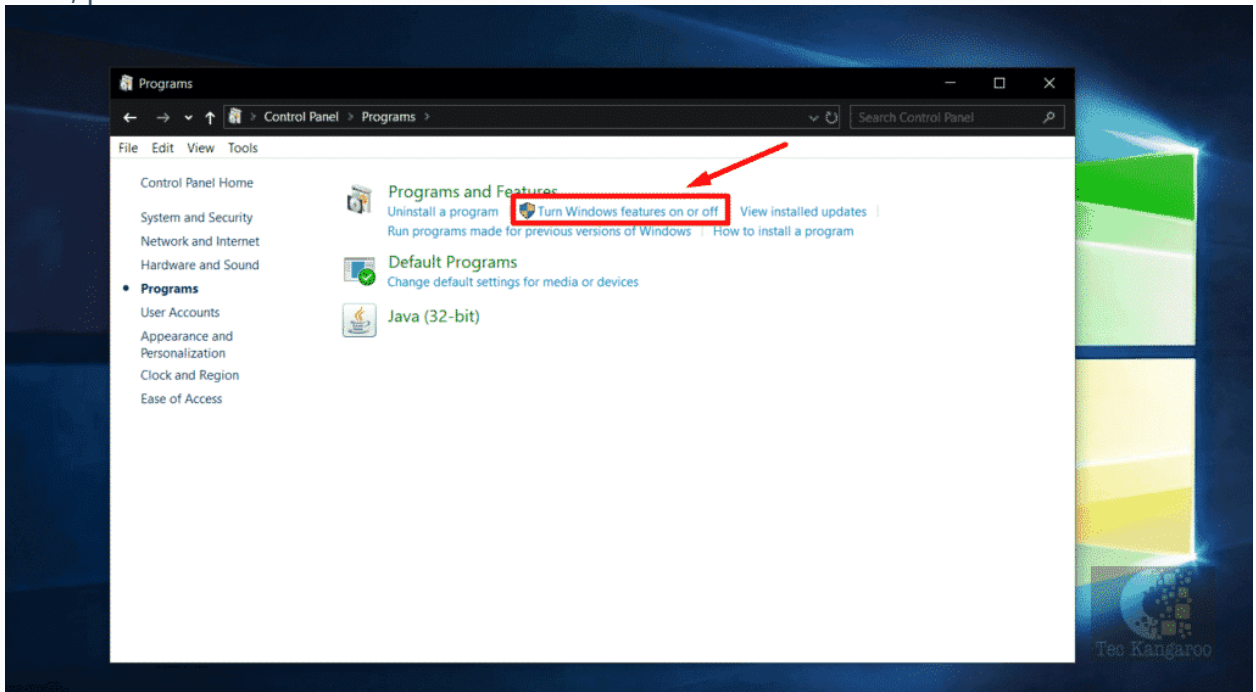 Programs
Control Panel > Programs >
Search Control Panel
File Edit View Tools
Control Panel Home
System and Security
Network and Internet
Hardware and Sound
Programs
User Accounts
Appearance and
Personalization
Clock and Region
Ease of Access
Programs and Features
Uninstall a program
Turn Windows features on or off
View installed updates
Run programs made for previous versions of Windows
How to install a program
Default Programs
Change default settings for media or devices
Java (32-bit)
Tec Kangaroo